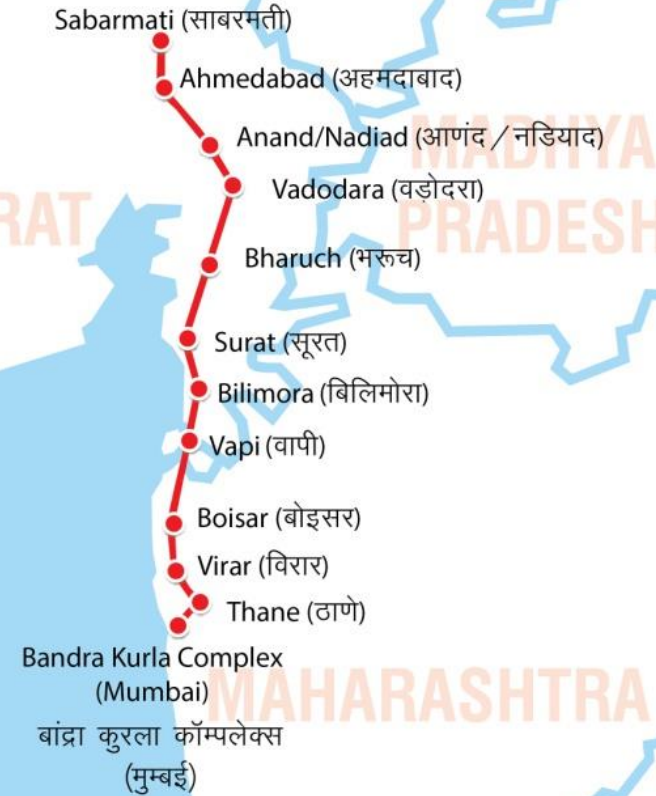 Sabarmati (साबरमती)
Ahmedabad (अहमदाबाद)
Anand/Nadiad (आणंद / नडियाद)
MADHYA
Vadodara (वड़ोदरा)
RAT
PRADESH
Bharuch (भरूच)
Surat (सूरत)
Bilimora (बिलिमोरा)
Vapi (वापी)
Boisar (बोइसर)
Virar (विरार)
Thane (ठाणे)
Bandra Kurla Complex
(Mumbai)
MAHARASHTRA
बांद्रा कुरला कॉम्पलेक्स
(मुम्बई)